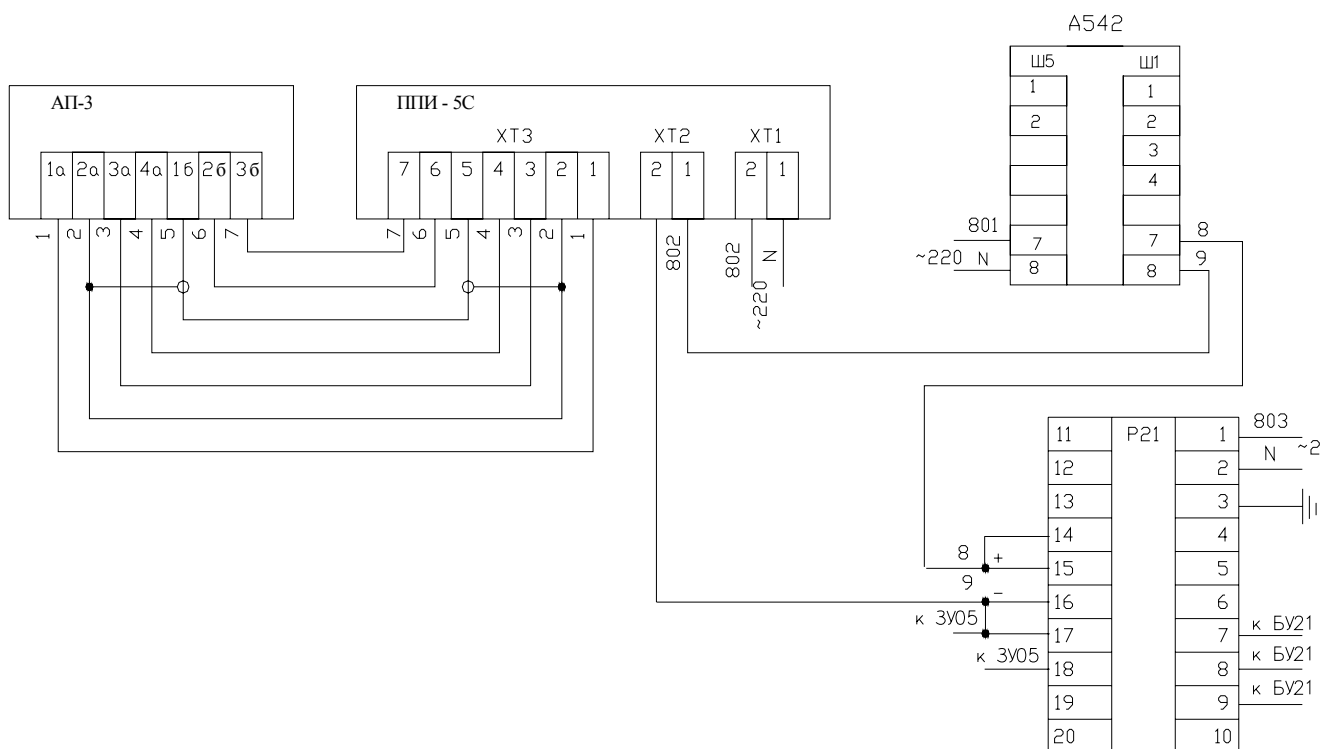 А542
Ш5 Ш1
1 1
2 2
3
4
7 7
8 8
801
~220 N
8
9
АП-3
1а 2а 3а 4а 1б 2б 3б
1 2 3 4 5 6 7
ППИ - 5С
ХТ3 ХТ2 ХТ1
7 6 5 4 3 2 1 2 1 2 1
7 6 5 4 3 2 1 802 802 N
~220
Р21
11 1 803
12 2 N ~2
13 3
14 4
8 + 15 5
9 - 16 6
к ЗУ05 17 7 к БУ21
к ЗУ05 18 8 к БУ21
19 9 к БУ21
20 10